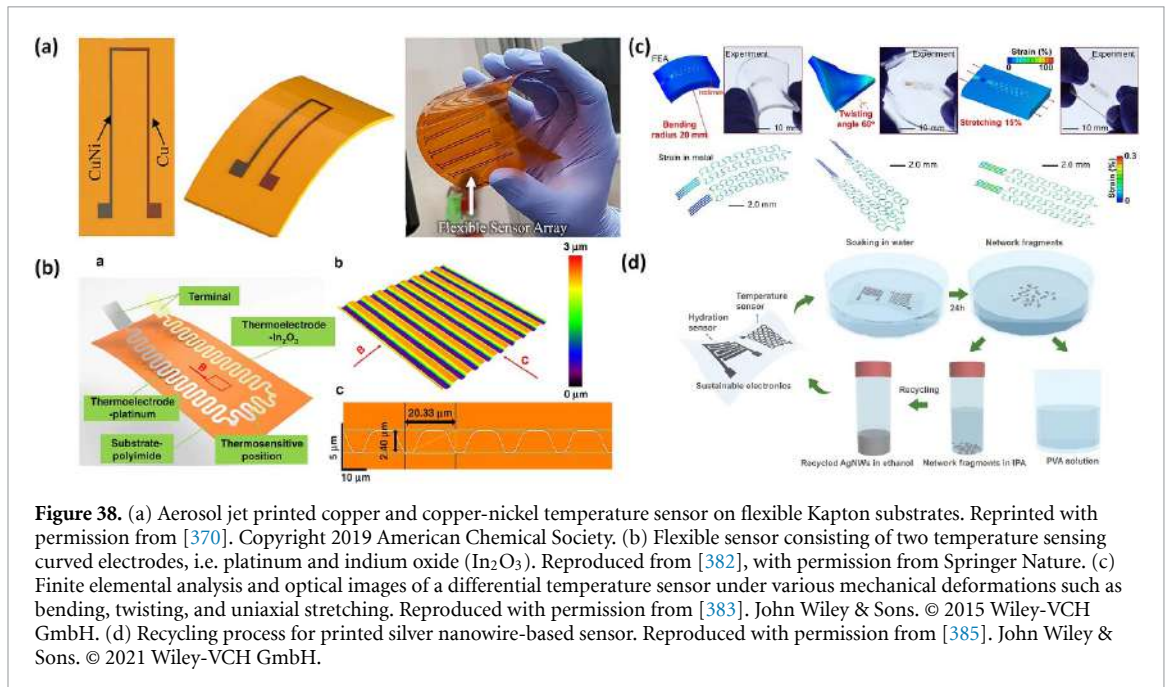 (a)
CuNi
Cu
Flexible Sensor Array
(b)
a
Terminal
Thermoelectrode
-In₂O₃
B
Thermoelectrode
-platinum
Substrate-
polyimide
Thermosensitive
position
b
3 μm
0 μm
B
C
c
20.33 μm
2.40 μm
5 μm
10 μm
(c)
FEA
Experiment
Bending
radius 20 mm
10 mm
Experiment
Twisting
angle 60°
10 mm
Strain (%)
0
100
Stretching 15%
Experiment
10 mm
Strain in metal
2.0 mm
2.0 mm
2.0 mm
Strain (%)
0.3
0
(d)
Soaking in water
Network fragments
Temperature
sensor
Hydration
sensor
Sustainable electronics
24h
Recycling
Recycled AgNWs in ethanol
Network fragments in IPA
PVA solution
Figure 38. (a) Aerosol jet printed copper and copper-nickel temperature sensor on flexible Kapton substrates. Reprinted with
permission from [370]. Copyright 2019 American Chemical Society. (b) Flexible sensor consisting of two temperature sensing
curved electrodes, i.e. platinum and indium oxide (In₂O₃). Reproduced from [382], with permission from Springer Nature. (c)
Finite elemental analysis and optical images of a differential temperature sensor under various mechanical deformations such as
bending, twisting, and uniaxial stretching. Reproduced with permission from [383]. John Wiley & Sons. © 2015 Wiley-VCH
GmbH. (d) Recycling process for printed silver nanowire-based sensor. Reproduced with permission from [385]. John Wiley &
Sons. © 2021 Wiley-VCH GmbH.